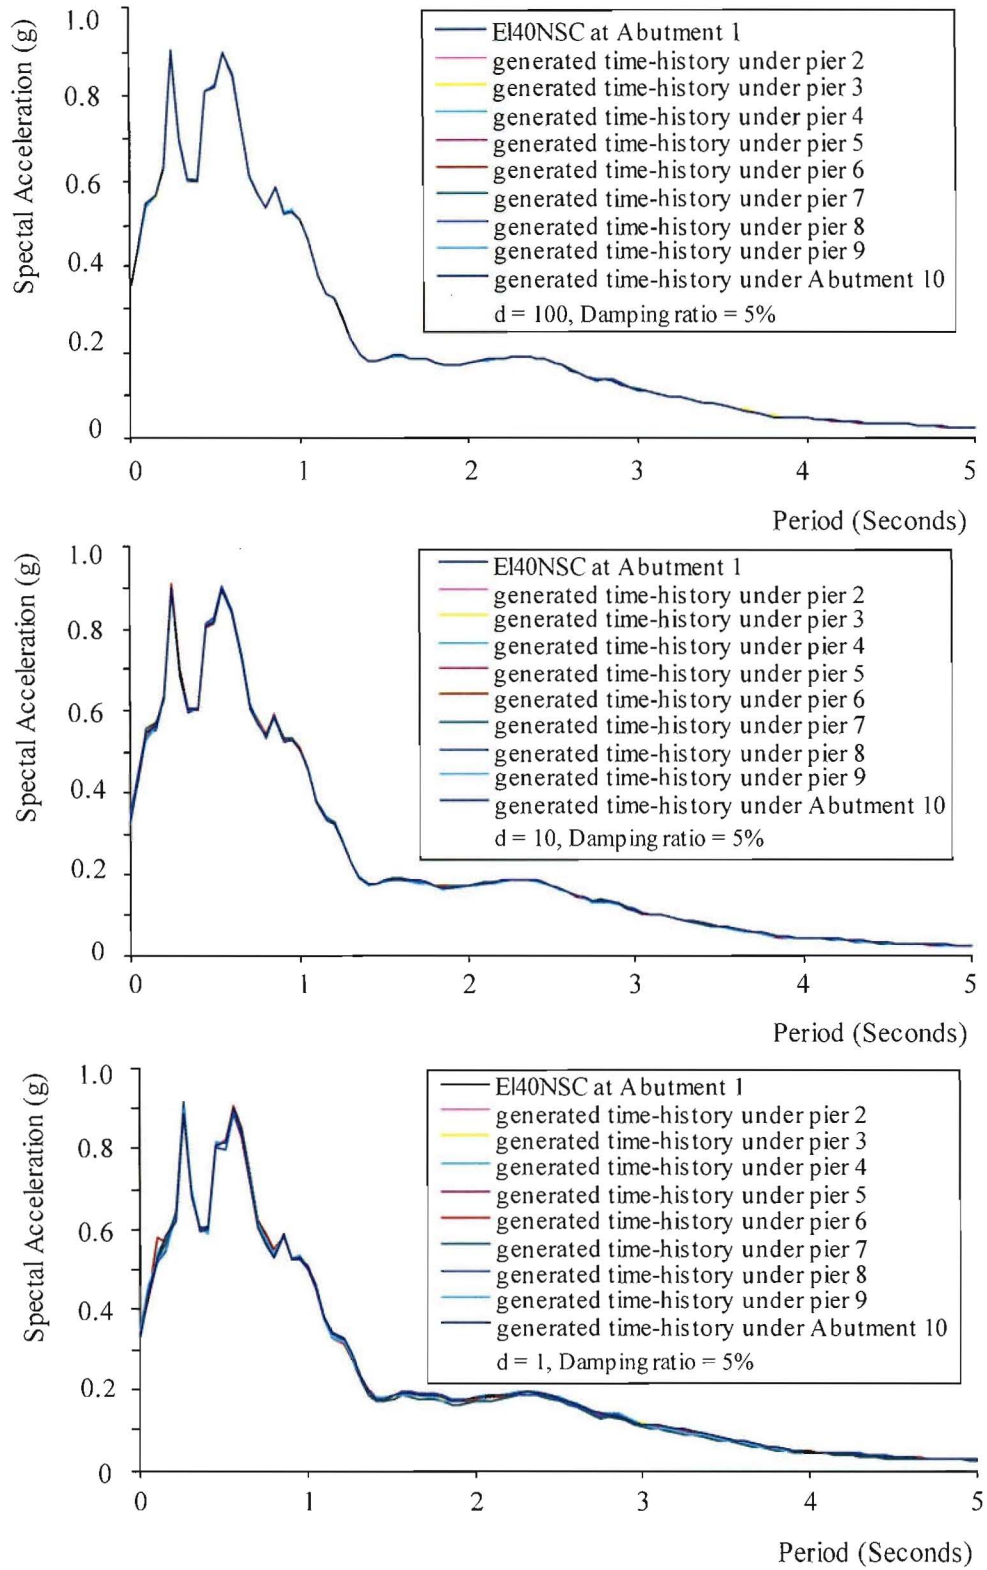 Spectal Acceleration (g)
1.0
0.8
0.6
0.4
0.2
0
El40NSC at Abutment 1
generated time-history under pier 2
generated time-history under pier 3
generated time-history under pier 4
generated time-history under pier 5
generated time-history under pier 6
generated time-history under pier 7
generated time-history under pier 8
generated time-history under pier 9
generated time-history under Abutment 10
d = 100, Damping ratio = 5%
0 1 2 3 4 5
Period (Seconds)
Spectal Acceleration (g)
1.0
0.8
0.6
0.4
0.2
0
El40NSC at Abutment 1
generated time-history under pier 2
generated time-history under pier 3
generated time-history under pier 4
generated time-history under pier 5
generated time-history under pier 6
generated time-history under pier 7
generated time-history under pier 8
generated time-history under pier 9
generated time-history under Abutment 10
d = 10, Damping ratio = 5%
0 1 2 3 4 5
Period (Seconds)
Spectal Acceleration (g)
1.0
0.8
0.6
0.4
0.2
0
El40NSC at Abutment 1
generated time-history under pier 2
generated time-history under pier 3
generated time-history under pier 4
generated time-history under pier 5
generated time-history under pier 6
generated time-history under pier 7
generated time-history under pier 8
generated time-history under pier 9
generated time-history under Abutment 10
d = 1, Damping ratio = 5%
0 1 2 3 4 5
Period (Seconds)